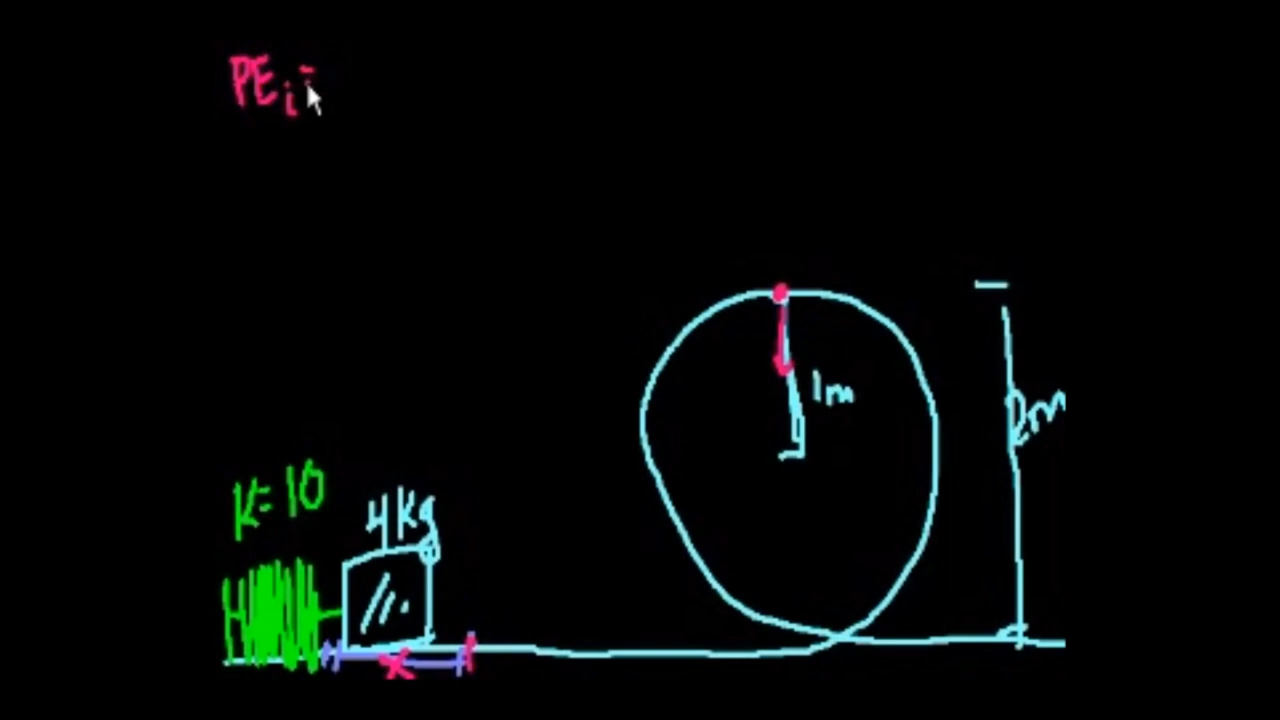 PEi =
1m
2m
K=10
4kg
x